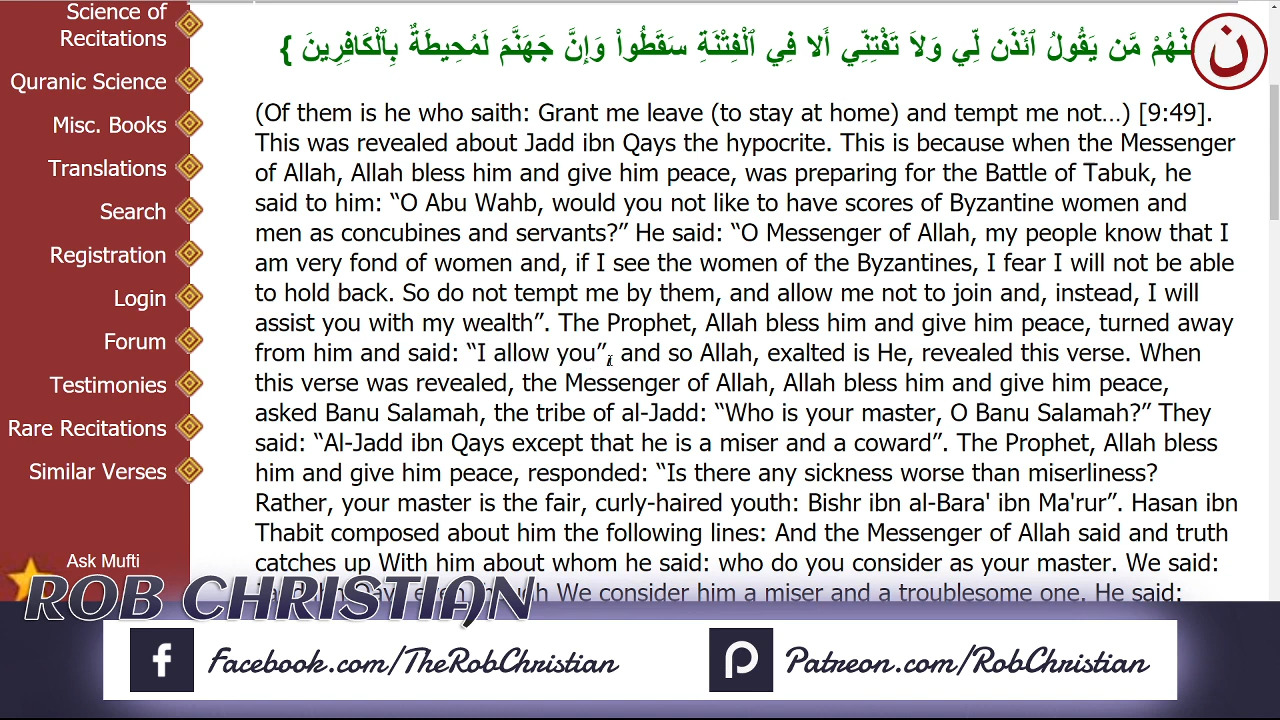 Science of
Recitations
Quranic Science
Misc. Books
Translations
Search
Registration
Login
Forum
Testimonies
Rare Recitations
Similar Verses
Ask Mufti
مَّن يَقُولُ ٱئْذَن لِّي وَلاَ تَفْتِنِّي أَلا فِي ٱلْفِتْنَةِ سَقَطُواْ وَإِنَّ جَهَنَّمَ لَمُحِيطَةٌ بِٱلْكَافِرِينَ }
ن
(Of them is he who saith: Grant me leave (to stay at home) and tempt me not…) [9:49].
This was revealed about Jadd ibn Qays the hypocrite. This is because when the Messenger
of Allah, Allah bless him and give him peace, was preparing for the Battle of Tabuk, he
said to him: “O Abu Wahb, would you not like to have scores of Byzantine women and
men as concubines and servants?” He said: “O Messenger of Allah, my people know that I
am very fond of women and, if I see the women of the Byzantines, I fear I will not be able
to hold back. So do not tempt me by them, and allow me not to join and, instead, I will
assist you with my wealth”. The Prophet, Allah bless him and give him peace, turned away
from him and said: “I allow you”, and so Allah, exalted is He, revealed this verse. When
this verse was revealed, the Messenger of Allah, Allah bless him and give him peace,
asked Banu Salamah, the tribe of al-Jadd: “Who is your master, O Banu Salamah?” They
said: “Al-Jadd ibn Qays except that he is a miser and a coward”. The Prophet, Allah bless
him and give him peace, responded: “Is there any sickness worse than miserliness?
Rather, your master is the fair, curly-haired youth: Bishr ibn al-Bara' ibn Ma'rur”. Hasan ibn
Thabit composed about him the following lines: And the Messenger of Allah said and truth
catches up With him about whom he said: who do you consider as your master. We said:
We consider him a miser and a troublesome one. He said:
ROB CHRISTIAN
f Facebook.com/TheRobChristian
Patreon.com/RobChristian